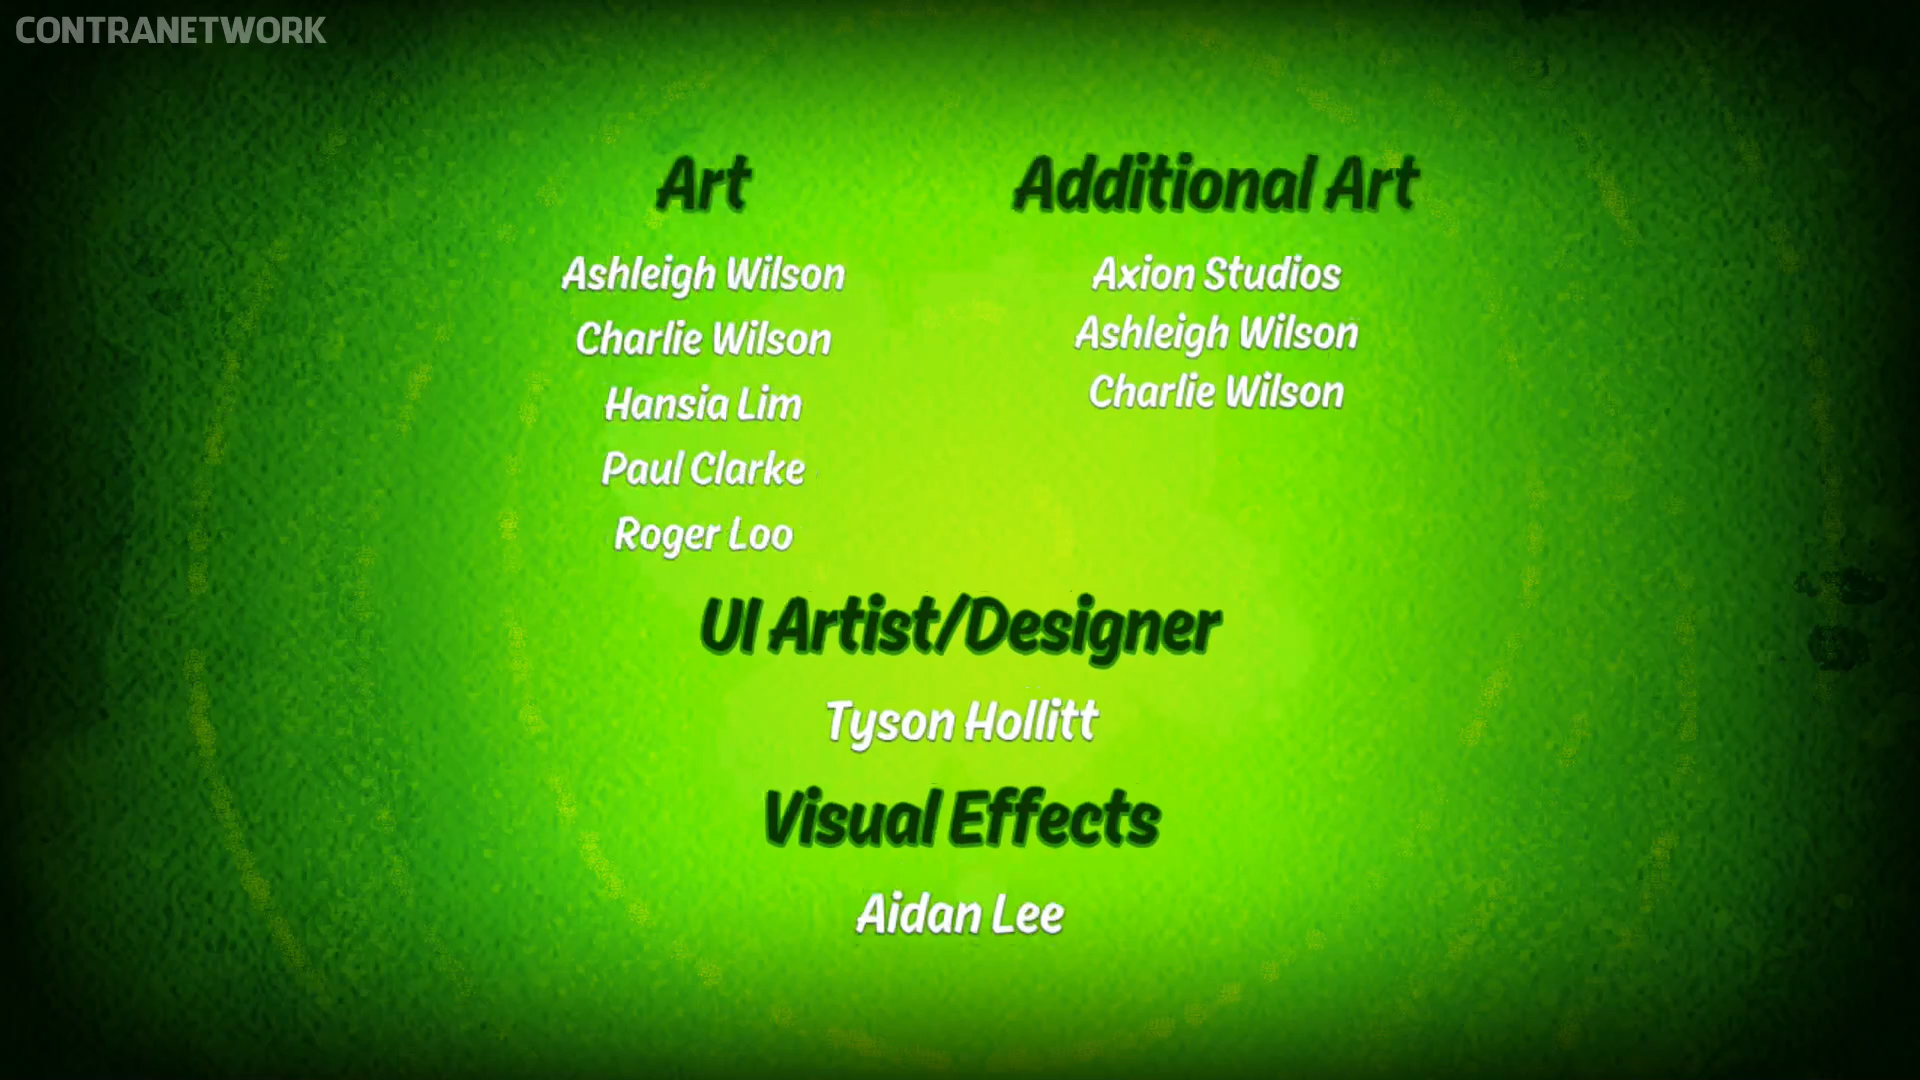 CONTRANETWORK
Art
Ashleigh Wilson
Charlie Wilson
Hansia Lim
Paul Clarke
Roger Loo
Additional Art
Axion Studios
Ashleigh Wilson
Charlie Wilson
UI Artist/Designer
Tyson Hollitt
Visual Effects
Aidan Lee